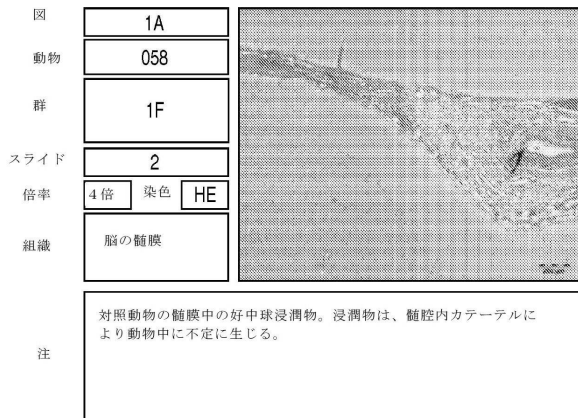 図 1A
動物 058
群 1F
スライド 2
倍率 4倍 染色 HE
組織 脳の髄膜
注 対照動物の髄膜中の好中球浸潤物。浸潤物は、髄腔内カテーテルに
より動物中に不定に生じる。